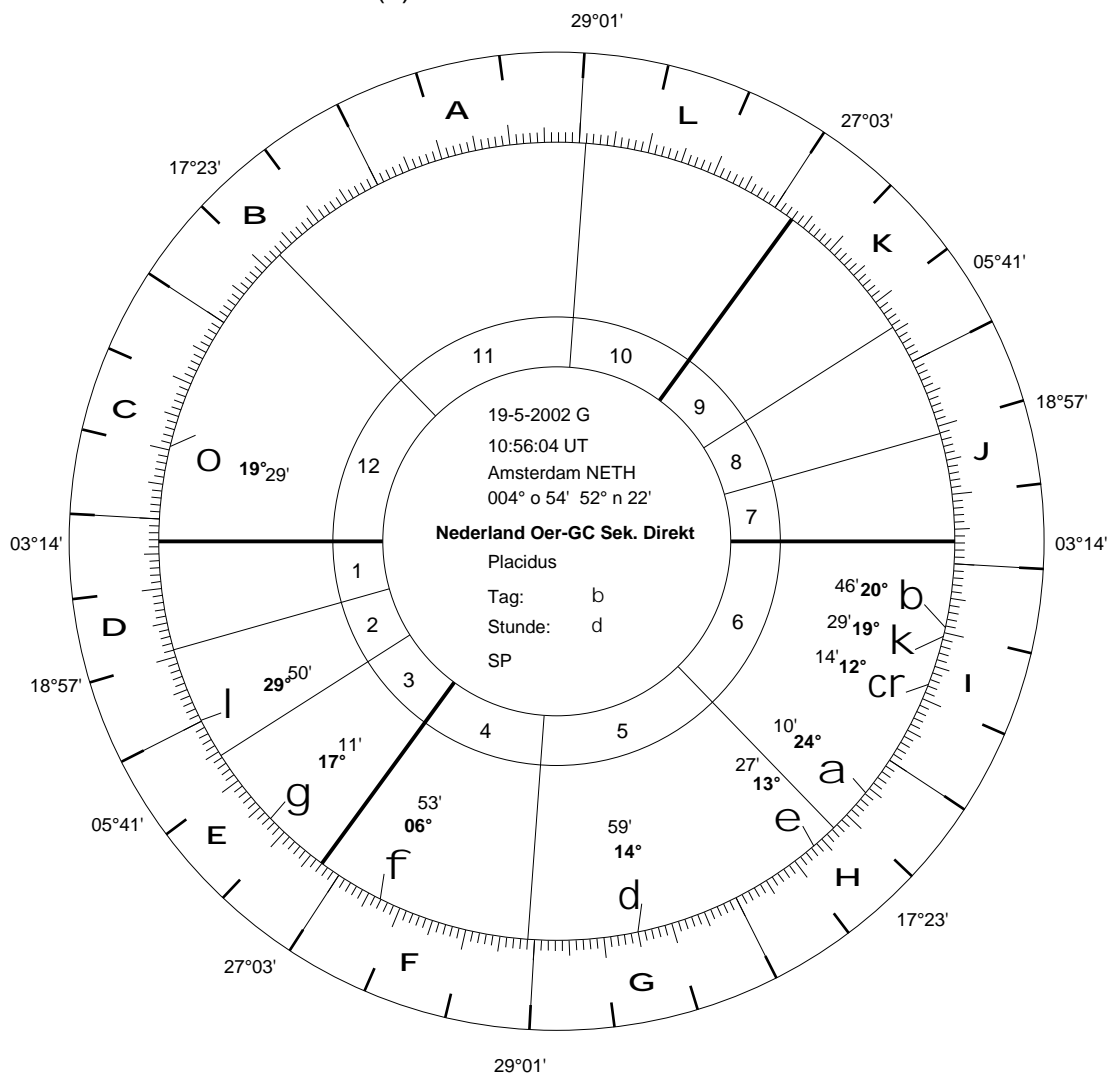 29°01'
27°03'
17°23'
05°41'
18°57'
03°14'
03°14'
18°57'
05°41'
27°03'
17°23'
29°01'
A
L
B
K
C
J
D
I
E
H
F
G
11
10
9
12
8
7
1
2
6
3
4
5
19-5-2002 G
10:56:04 UT
Amsterdam NETH
004° o 54' 52° n 22'
Nederland Oer-GC Sek. Direkt
Placidus
Tag: b
Stunde: d
SP
o 19° 29'
46' 20° b
29' 19° k
14' 12° cr
10' 24° a
27' 13° e
59' 14° d
53' 06° f
11' 17° g
l 29° 50'